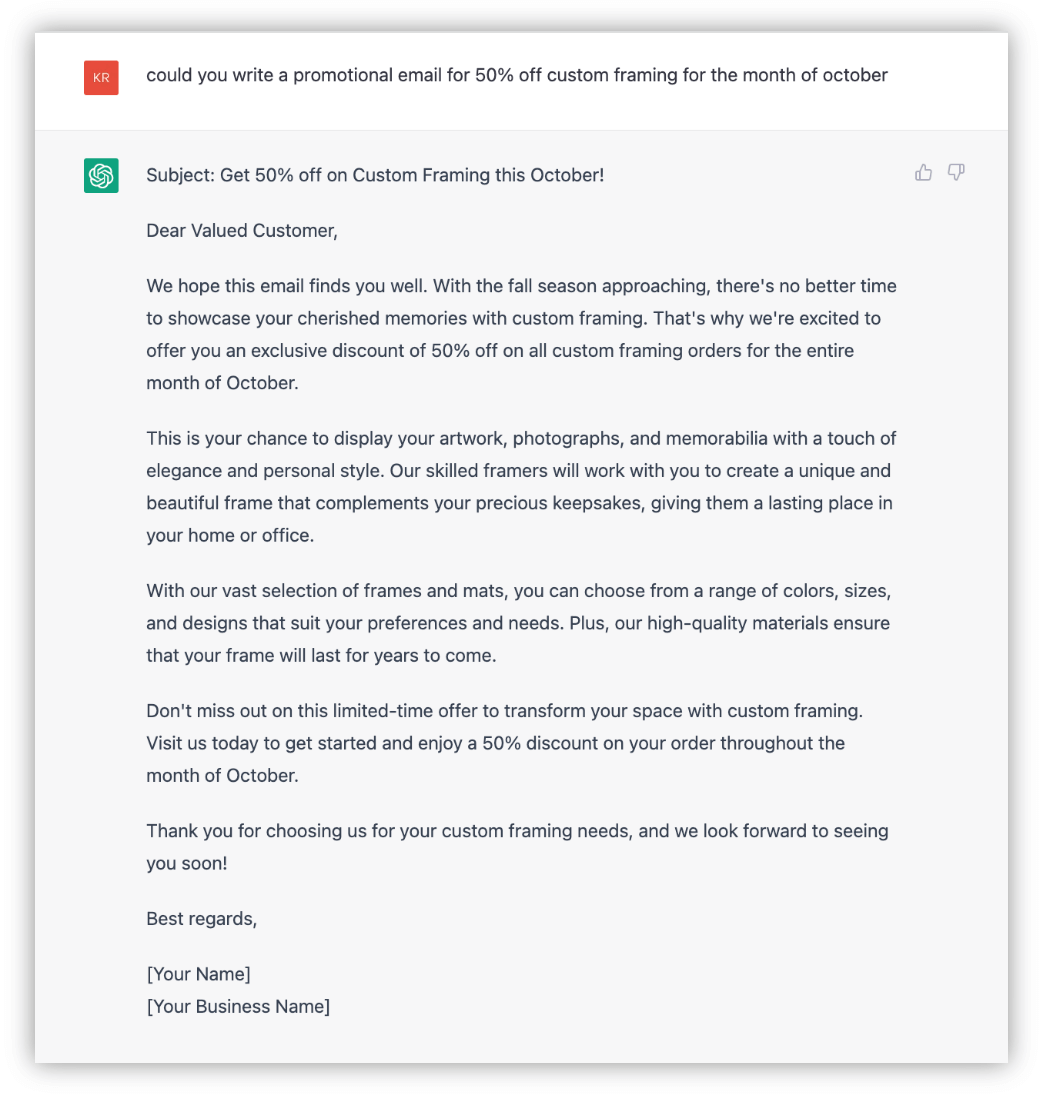 KR
could you write a promotional email for 50% off custom framing for the month of october
Subject: Get 50% off on Custom Framing this October!
Dear Valued Customer,
We hope this email finds you well. With the fall season approaching, there's no better time
to showcase your cherished memories with custom framing. That's why we're excited to
offer you an exclusive discount of 50% off on all custom framing orders for the entire
month of October.
This is your chance to display your artwork, photographs, and memorabilia with a touch of
elegance and personal style. Our skilled framers will work with you to create a unique and
beautiful frame that complements your precious keepsakes, giving them a lasting place in
your home or office.
With our vast selection of frames and mats, you can choose from a range of colors, sizes,
and designs that suit your preferences and needs. Plus, our high-quality materials ensure
that your frame will last for years to come.
Don't miss out on this limited-time offer to transform your space with custom framing.
Visit us today to get started and enjoy a 50% discount on your order throughout the
month of October.
Thank you for choosing us for your custom framing needs, and we look forward to seeing
you soon!
Best regards,
[Your Name]
[Your Business Name]